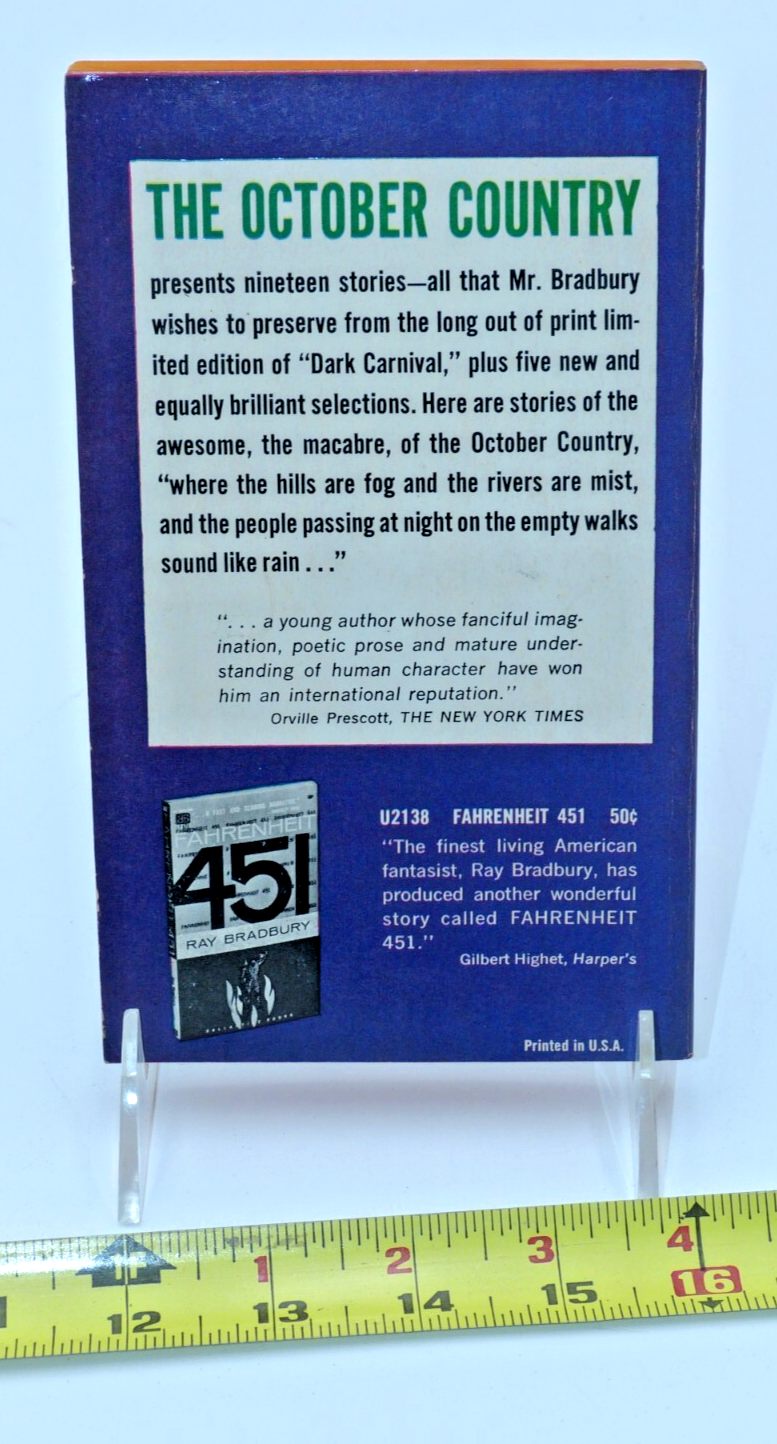 THE OCTOBER COUNTRY
presents nineteen stories—all that Mr. Bradbury
wishes to preserve from the long out of print lim-
ited edition of “Dark Carnival,” plus five new and
equally brilliant selections. Here are stories of the
awesome, the macabre, of the October Country,
“where the hills are fog and the rivers are mist,
and the people passing at night on the empty walks
sound like rain . . .”
“. . . a young author whose fanciful imag-
ination, poetic prose and mature under-
standing of human character have won
him an international reputation.”
Orville Prescott, THE NEW YORK TIMES
FAHRENHEIT
451
RAY BRADBURY
U2138 FAHRENHEIT 451 50¢
“The finest living American
fantasist, Ray Bradbury, has
produced another wonderful
story called FAHRENHEIT
451.”
Gilbert Highet, Harper's
Printed in U.S.A.
1 2 3 4
12 13 14 15 16